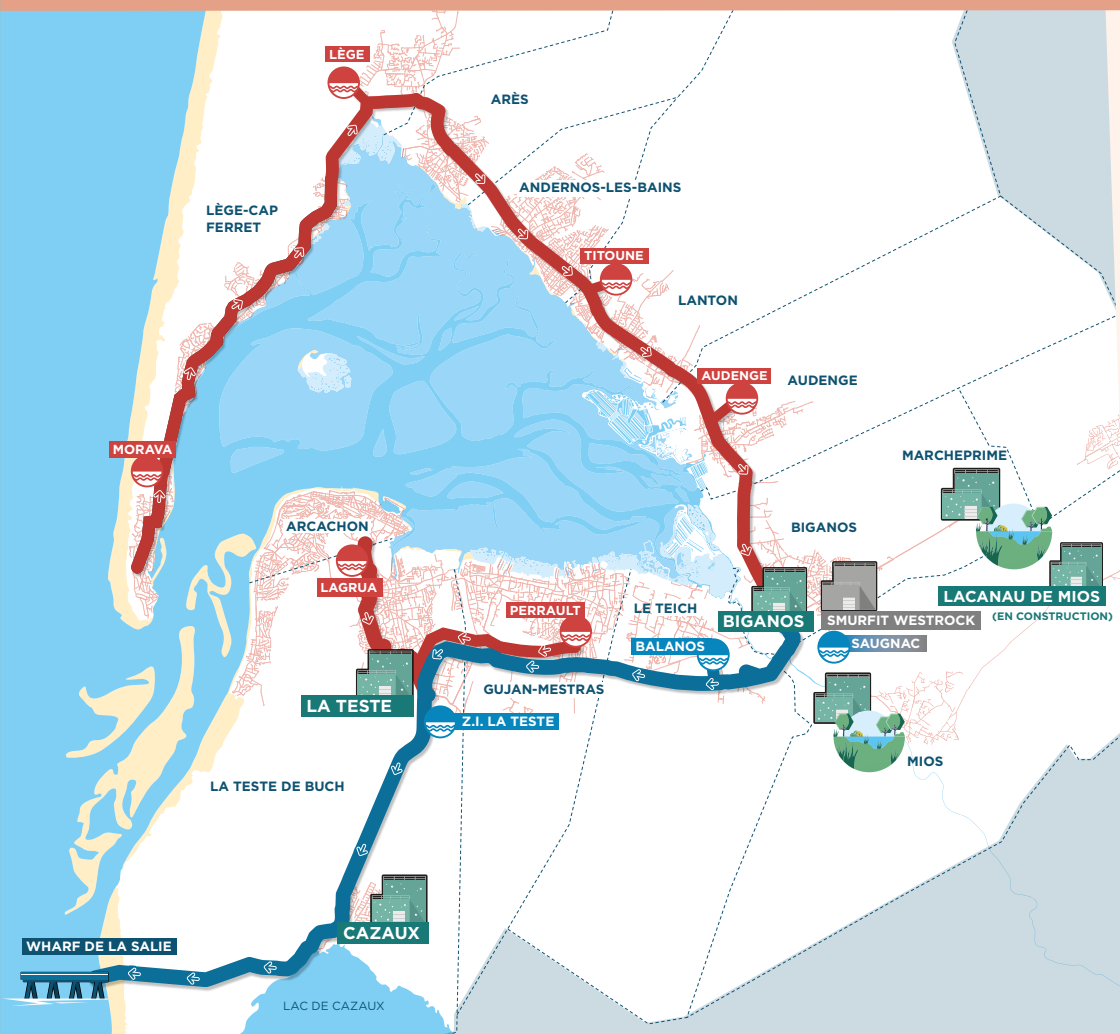 LÈGE
ARÈS
ANDERNOS-LES-BAINS
LÈGE-CAP
FERRET
TITOUNE
LANTON
AUDENGE
AUDENGE
MORAVA
MARCHEPRIME
ARCACHON
BIGANOS
LAGRUA
LACANAU DE MIOS
(EN CONSTRUCTION)
PERRAULT
LE TEICH
BIGANOS
SMURFIT WESTROCK
BALANOS
SAUGNAC
GUJAN-MESTRAS
LA TESTE
Z.I. LA TESTE
MIOS
LA TESTE DE BUCH
CAZAUX
WHARF DE LA SALIE
LAC DE CAZAUX